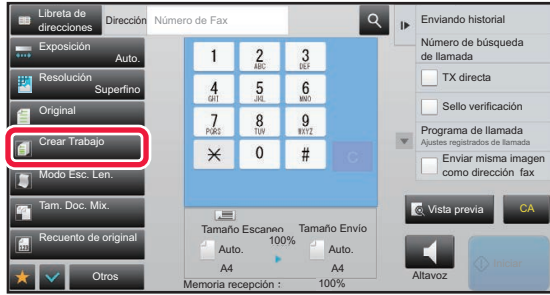 Libreta de
direcciones
Dirección
Número de Fax
Exposición
Auto.
Resolución
Superfino
Original
Crear Trabajo
Modo Esc. Len.
Tam. Doc. Mix.
Recuento de original
Otros
1
2
ABC
3
DEF
4
GHI
5
JKL
6
MNO
7
PQRS
8
TUV
9
WXYZ
0
#
C
Tamaño Escaneo
Tamaño Envío
100%
Auto.
Auto.
A4
A4
Memoria recepción :
100%
Enviando historial
Número de búsqueda
de llamada
TX directa
Sello verificación
Programa de llamada
Ajustes registrados de llamada
Enviar misma imagen
como dirección fax
Vista previa
CA
Altavoz
Iniciar